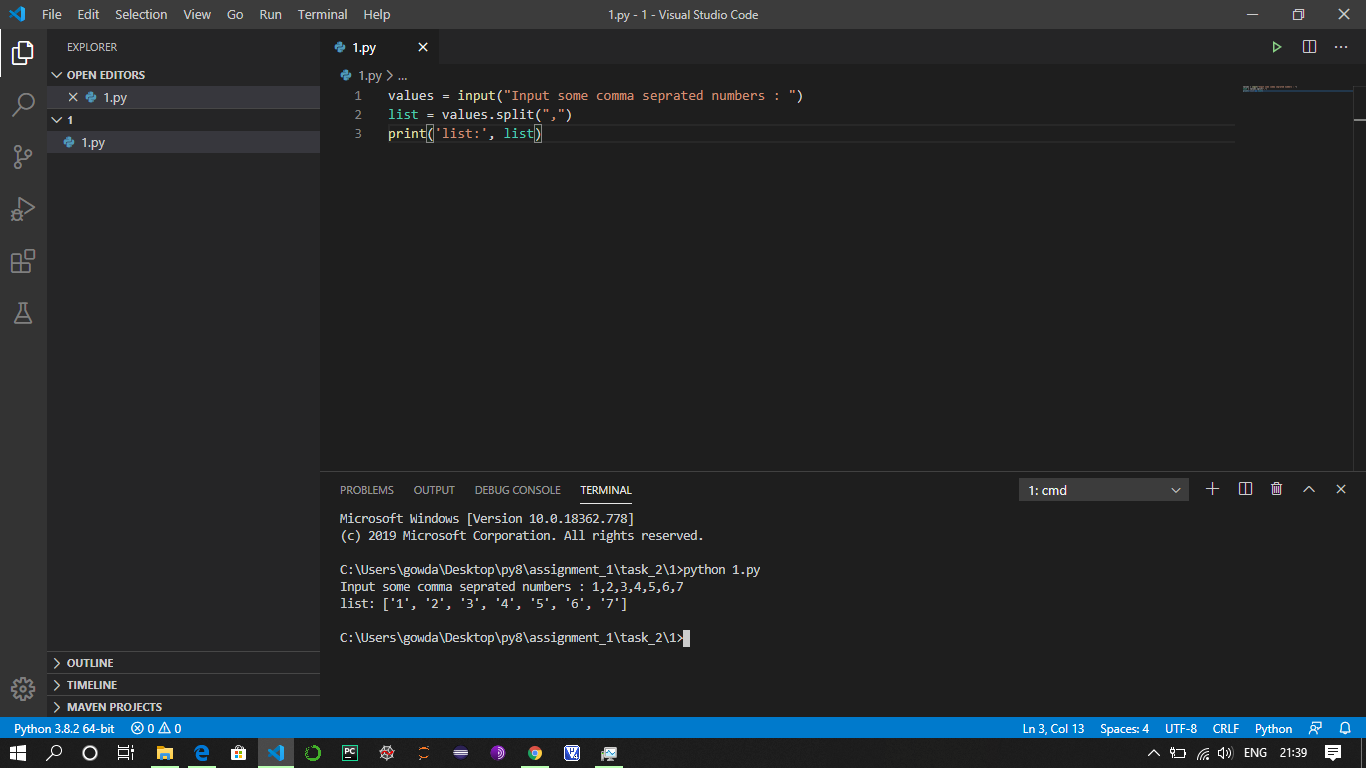 File Edit Selection View Go Run Terminal Help 1.py - 1 - Visual Studio Code
EXPLORER
OPEN EDITORS
1.py
1
1.py
OUTLINE
TIMELINE
MAVEN PROJECTS
1.py
1.py > ...
1 values = input("Input some comma seprated numbers : ")
2 list = values.split(",")
3 print('list:', list)
PROBLEMS OUTPUT DEBUG CONSOLE TERMINAL 1: cmd
Microsoft Windows [Version 10.0.18362.778]
(c) 2019 Microsoft Corporation. All rights reserved.
C:\Users\gowda\Desktop\py8\assignment_1\task_2\1>python 1.py
Input some comma seprated numbers : 1,2,3,4,5,6,7
list: ['1', '2', '3', '4', '5', '6', '7']
C:\Users\gowda\Desktop\py8\assignment_1\task_2\1>
Python 3.8.2 64-bit 0 0 Ln 3, Col 13 Spaces: 4 UTF-8 CRLF Python
PC ENG 21:39